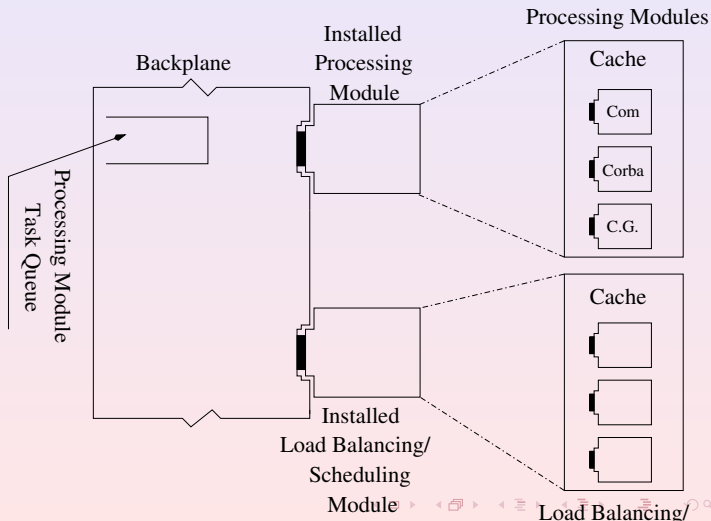 Processing Modules
Installed
Processing
Module
Backplane
Cache
Com
Corba
C.G.
Processing Module
Task Queue
Cache
Installed
Load Balancing/
Scheduling
Module
Load Balancing/